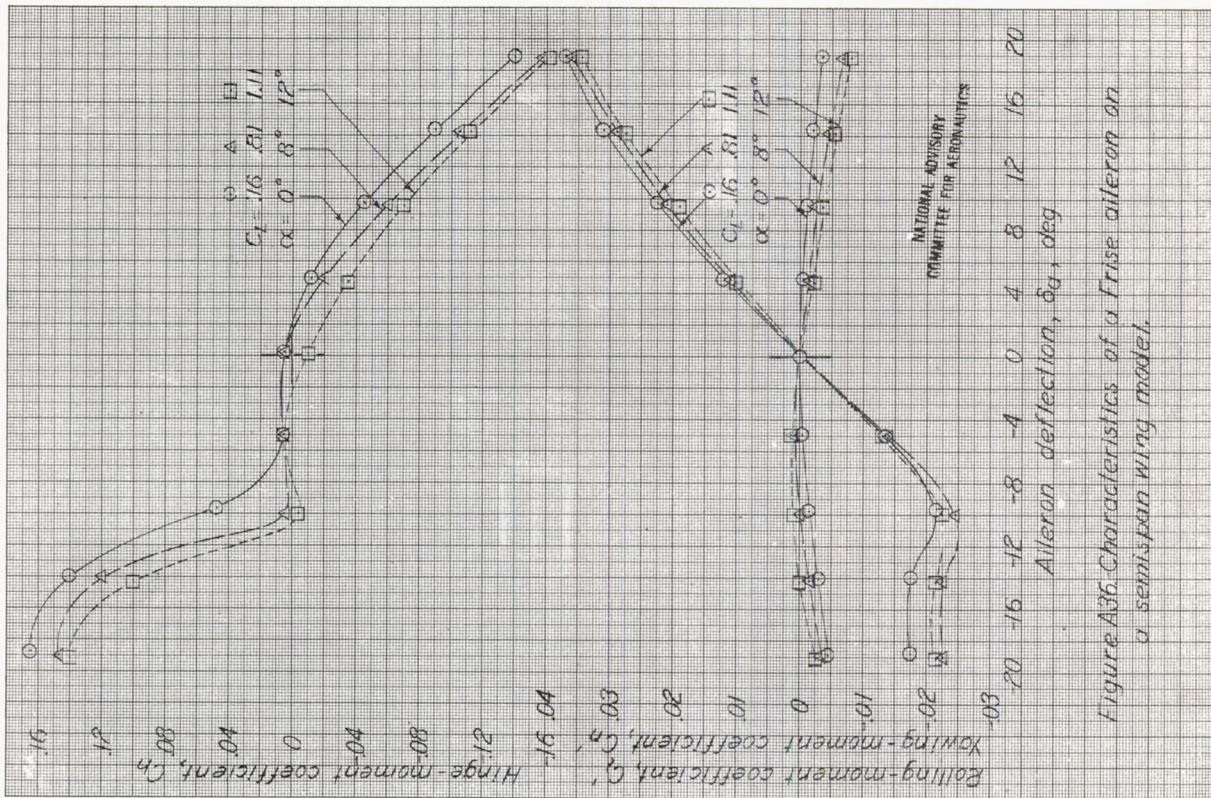 .16
.12
.08
.04
0
-.04
-.08
-.12
-.16
Hinge-moment coefficient, Ch
CL= .16 .81 1.11
α= 0° 8° 12°
.04
.03
.02
.01
0
-.01
-.02
-.03
Rolling-moment coefficient, Cl'
Yawing-moment coefficient, Cn'
CL= .16 .81 1.11
α= 0° 8° 12°
NATIONAL ADVISORY
COMMITTEE FOR AERONAUTICS
-20 -16 -12 -8 -4 0 4 8 12 16 20
Aileron deflection, δa, deg
Figure A36.-Characteristics of a Frise aileron on
a semispan wing model.